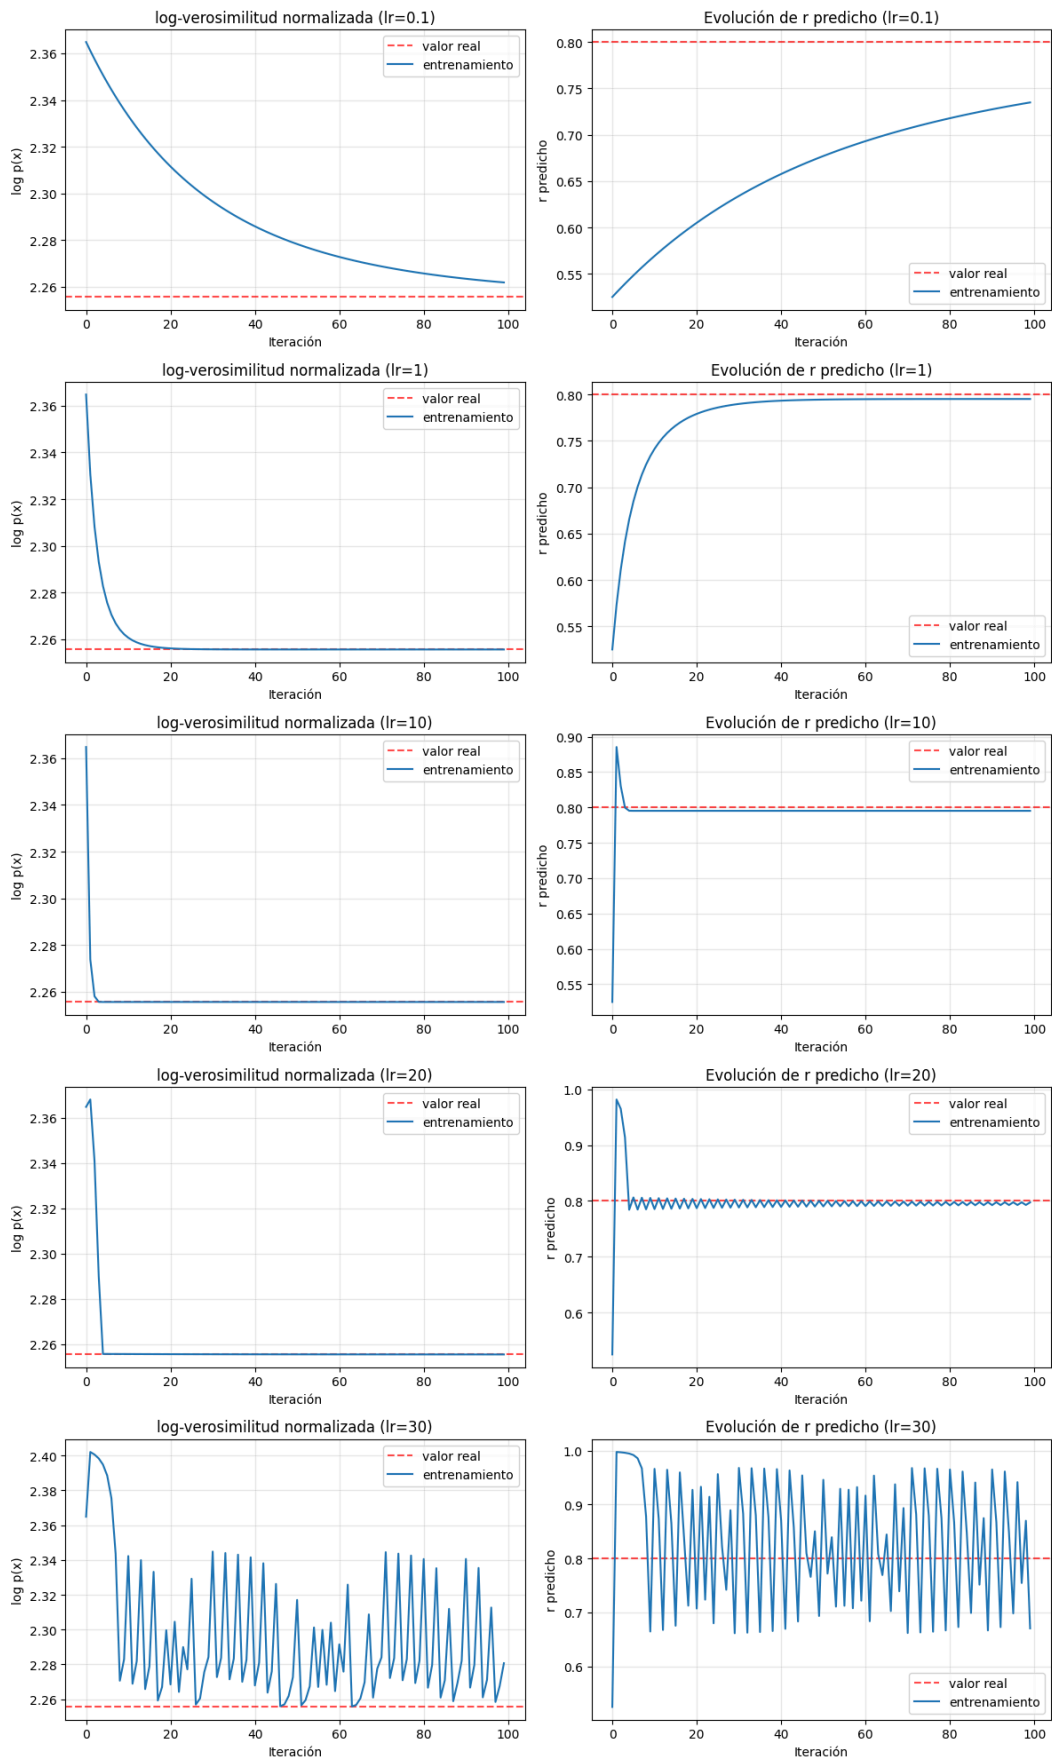 log-verosimilitud normalizada (lr=0.1)
log p(x)
2.36
2.34
2.32
2.30
2.28
2.26
0
20
40
60
80
100
Iteración
valor real
entrenamiento
Evolución de r predicho (lr=0.1)
r predicho
0.80
0.75
0.70
0.65
0.60
0.55
0
20
40
60
80
100
Iteración
valor real
entrenamiento
log-verosimilitud normalizada (lr=1)
log p(x)
2.36
2.34
2.32
2.30
2.28
2.26
0
20
40
60
80
100
Iteración
valor real
entrenamiento
Evolución de r predicho (lr=1)
r predicho
0.80
0.75
0.70
0.65
0.60
0.55
0
20
40
60
80
100
Iteración
valor real
entrenamiento
log-verosimilitud normalizada (lr=10)
log p(x)
2.36
2.34
2.32
2.30
2.28
2.26
0
20
40
60
80
100
Iteración
valor real
entrenamiento
Evolución de r predicho (lr=10)
r predicho
0.90
0.85
0.80
0.75
0.70
0.65
0.60
0.55
0
20
40
60
80
100
Iteración
valor real
entrenamiento
log-verosimilitud normalizada (lr=20)
log p(x)
2.36
2.34
2.32
2.30
2.28
2.26
0
20
40
60
80
100
Iteración
valor real
entrenamiento
Evolución de r predicho (lr=20)
r predicho
1.0
0.9
0.8
0.7
0.6
0
20
40
60
80
100
Iteración
valor real
entrenamiento
log-verosimilitud normalizada (lr=30)
log p(x)
2.40
2.38
2.36
2.34
2.32
2.30
2.28
2.26
0
20
40
60
80
100
Iteración
valor real
entrenamiento
Evolución de r predicho (lr=30)
r predicho
1.0
0.9
0.8
0.7
0.6
0
20
40
60
80
100
Iteración
valor real
entrenamiento